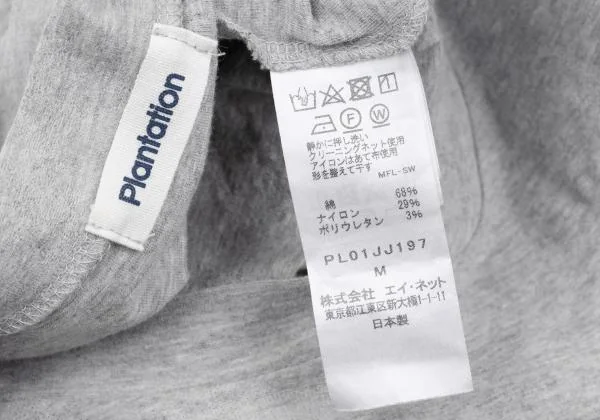 Plantation
F W
静かに押し洗い
クリーニングネット使用
アイロンはあて布使用
形を整えて干す MFL-SW
綿 68%
ナイロン 29%
ポリウレタン 3%
PL01JJ197
M
株式会社 エイ・ネット
東京都江東区新大橋1-1-11
日本製